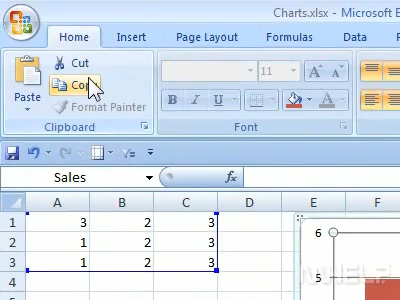 Charts.xlsx - Microsoft E
Home Insert Page Layout Formulas Data
Cut
Paste
Format Painter
11
B I U A A
Clipboard Font
Sales fx
A B C D E F
1 3 2 3
2 1 2 3
3 1 2 3
4
5
6
5